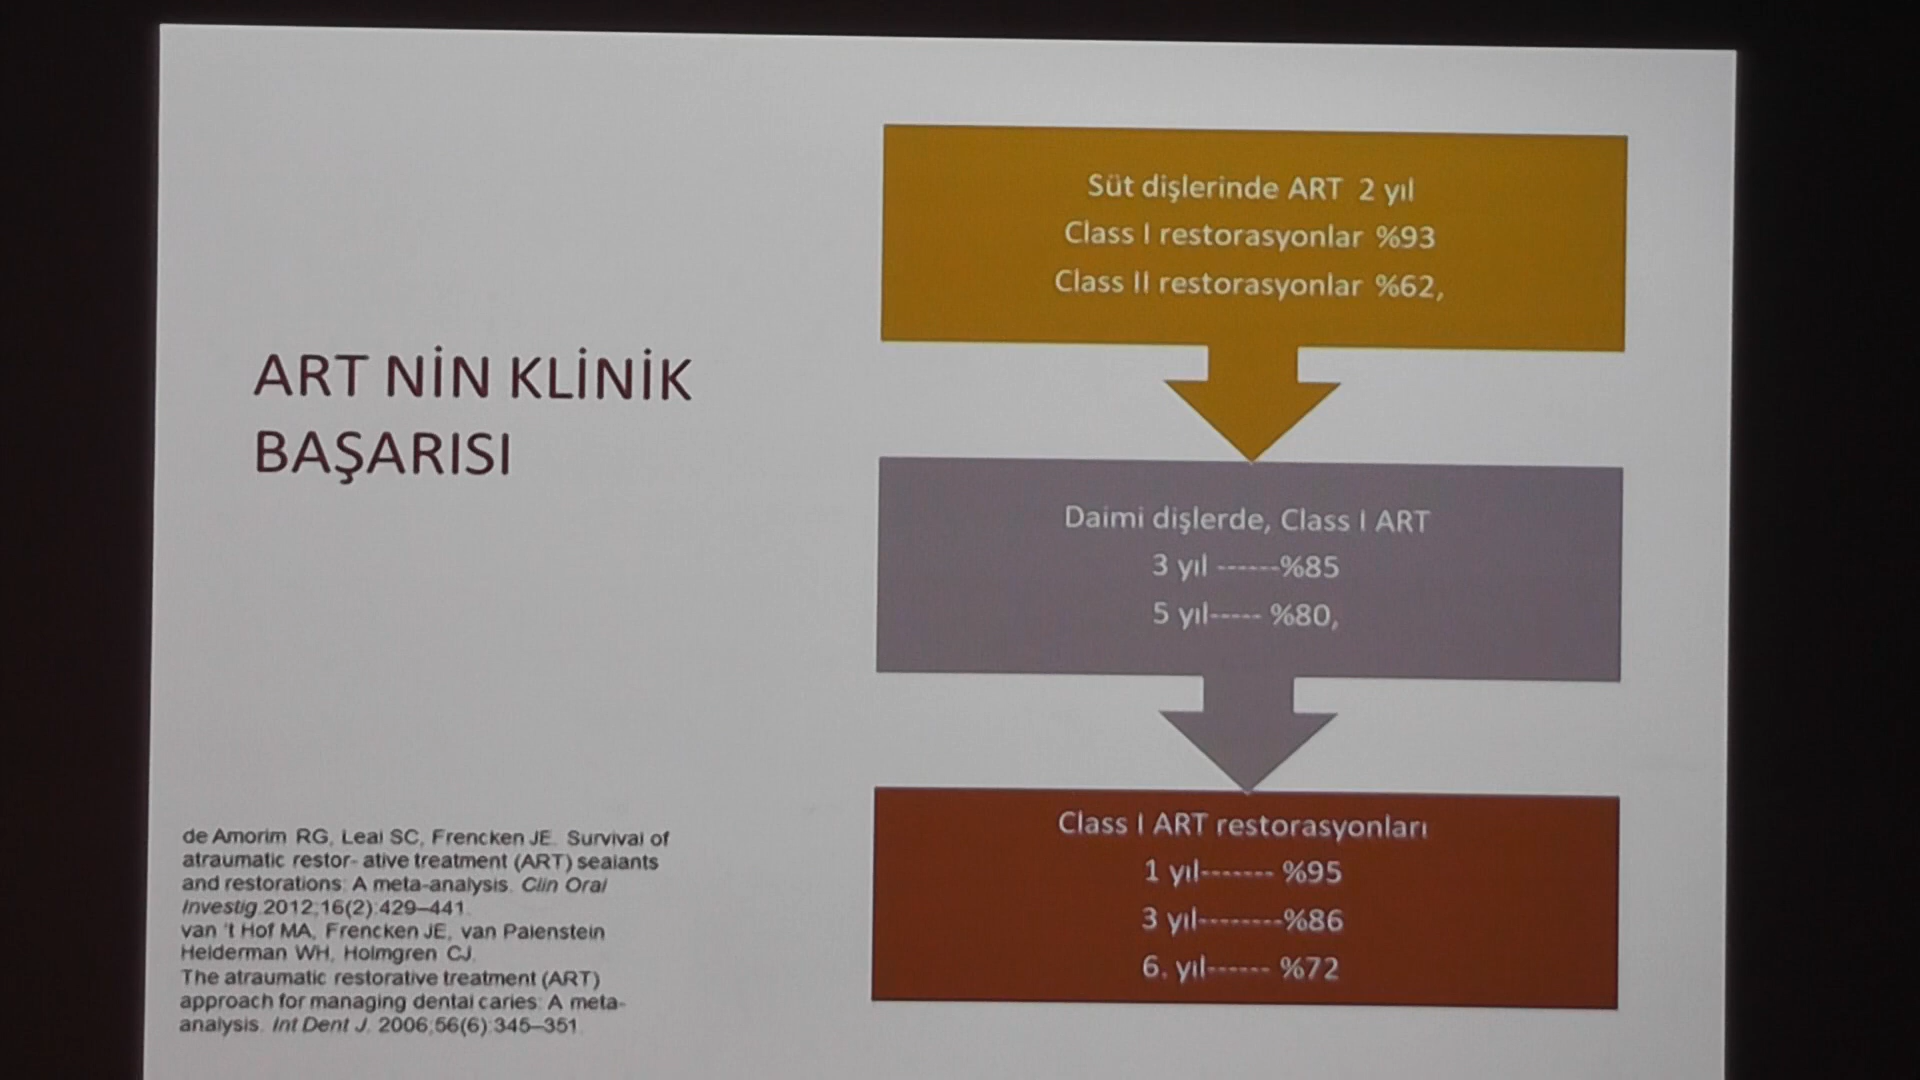 ART NİN KLİNİK
BAŞARISI
Süt dişlerinde ART 2 yıl
Class I restorasyonlar %93
Class II restorasyonlar %62,
Daimi dişlerde, Class I ART
3 yıl ------%85
5 yıl----- %80,
Class I ART restorasyonları
1 yıl------- %95
3 yıl--------%86
6. yıl------ %72
de Amorim RG, Leal SC, Frencken JE. Survival of
atraumatic restor- ative treatment (ART) sealants
and restorations: A meta-analysis. Clin Oral
Investig 2012;16(2):429–441.
van 't Hof MA, Frencken JE, van Palenstein
Helderman WH, Holmgren CJ.
The atraumatic restorative treatment (ART)
approach for managing dental caries: A meta-
analysis. Int Dent J. 2006;56(6):345–351.